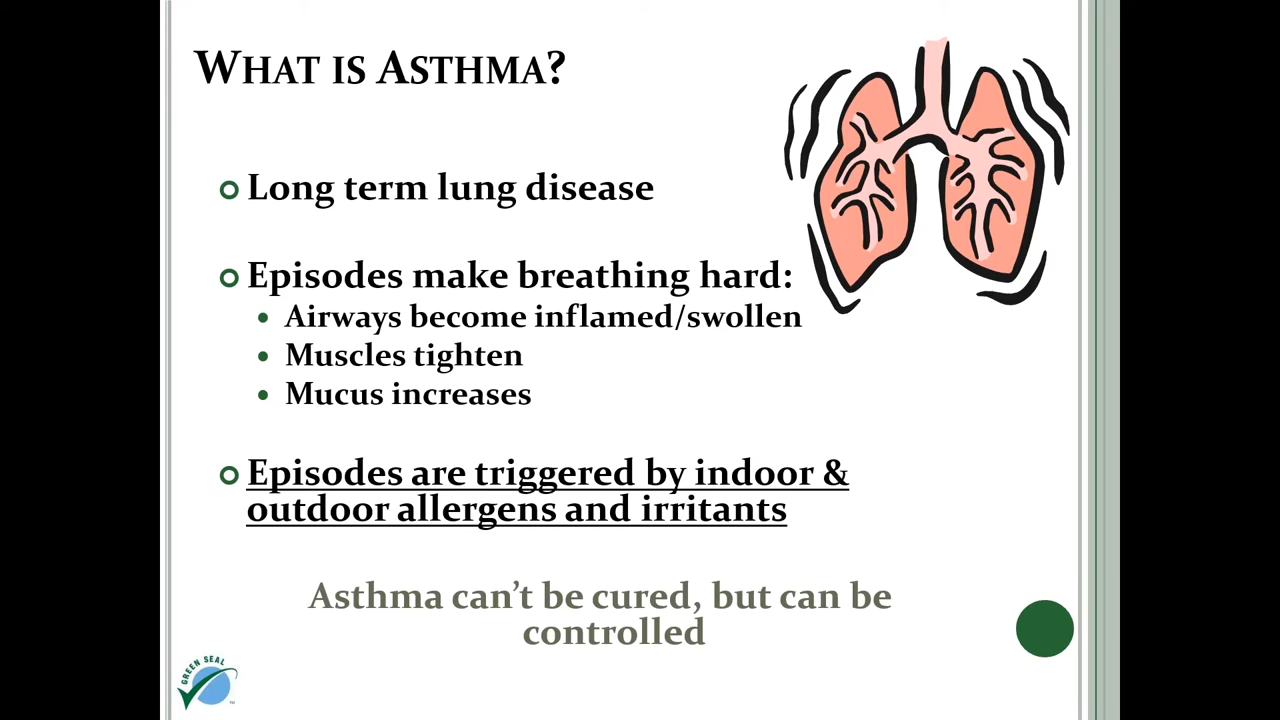 WHAT IS ASTHMA?
Long term lung disease
Episodes make breathing hard:
Airways become inflamed/swollen
Muscles tighten
Mucus increases
Episodes are triggered by indoor &
outdoor allergens and irritants
Asthma can't be cured, but can be
controlled
GREEN SEAL
TM